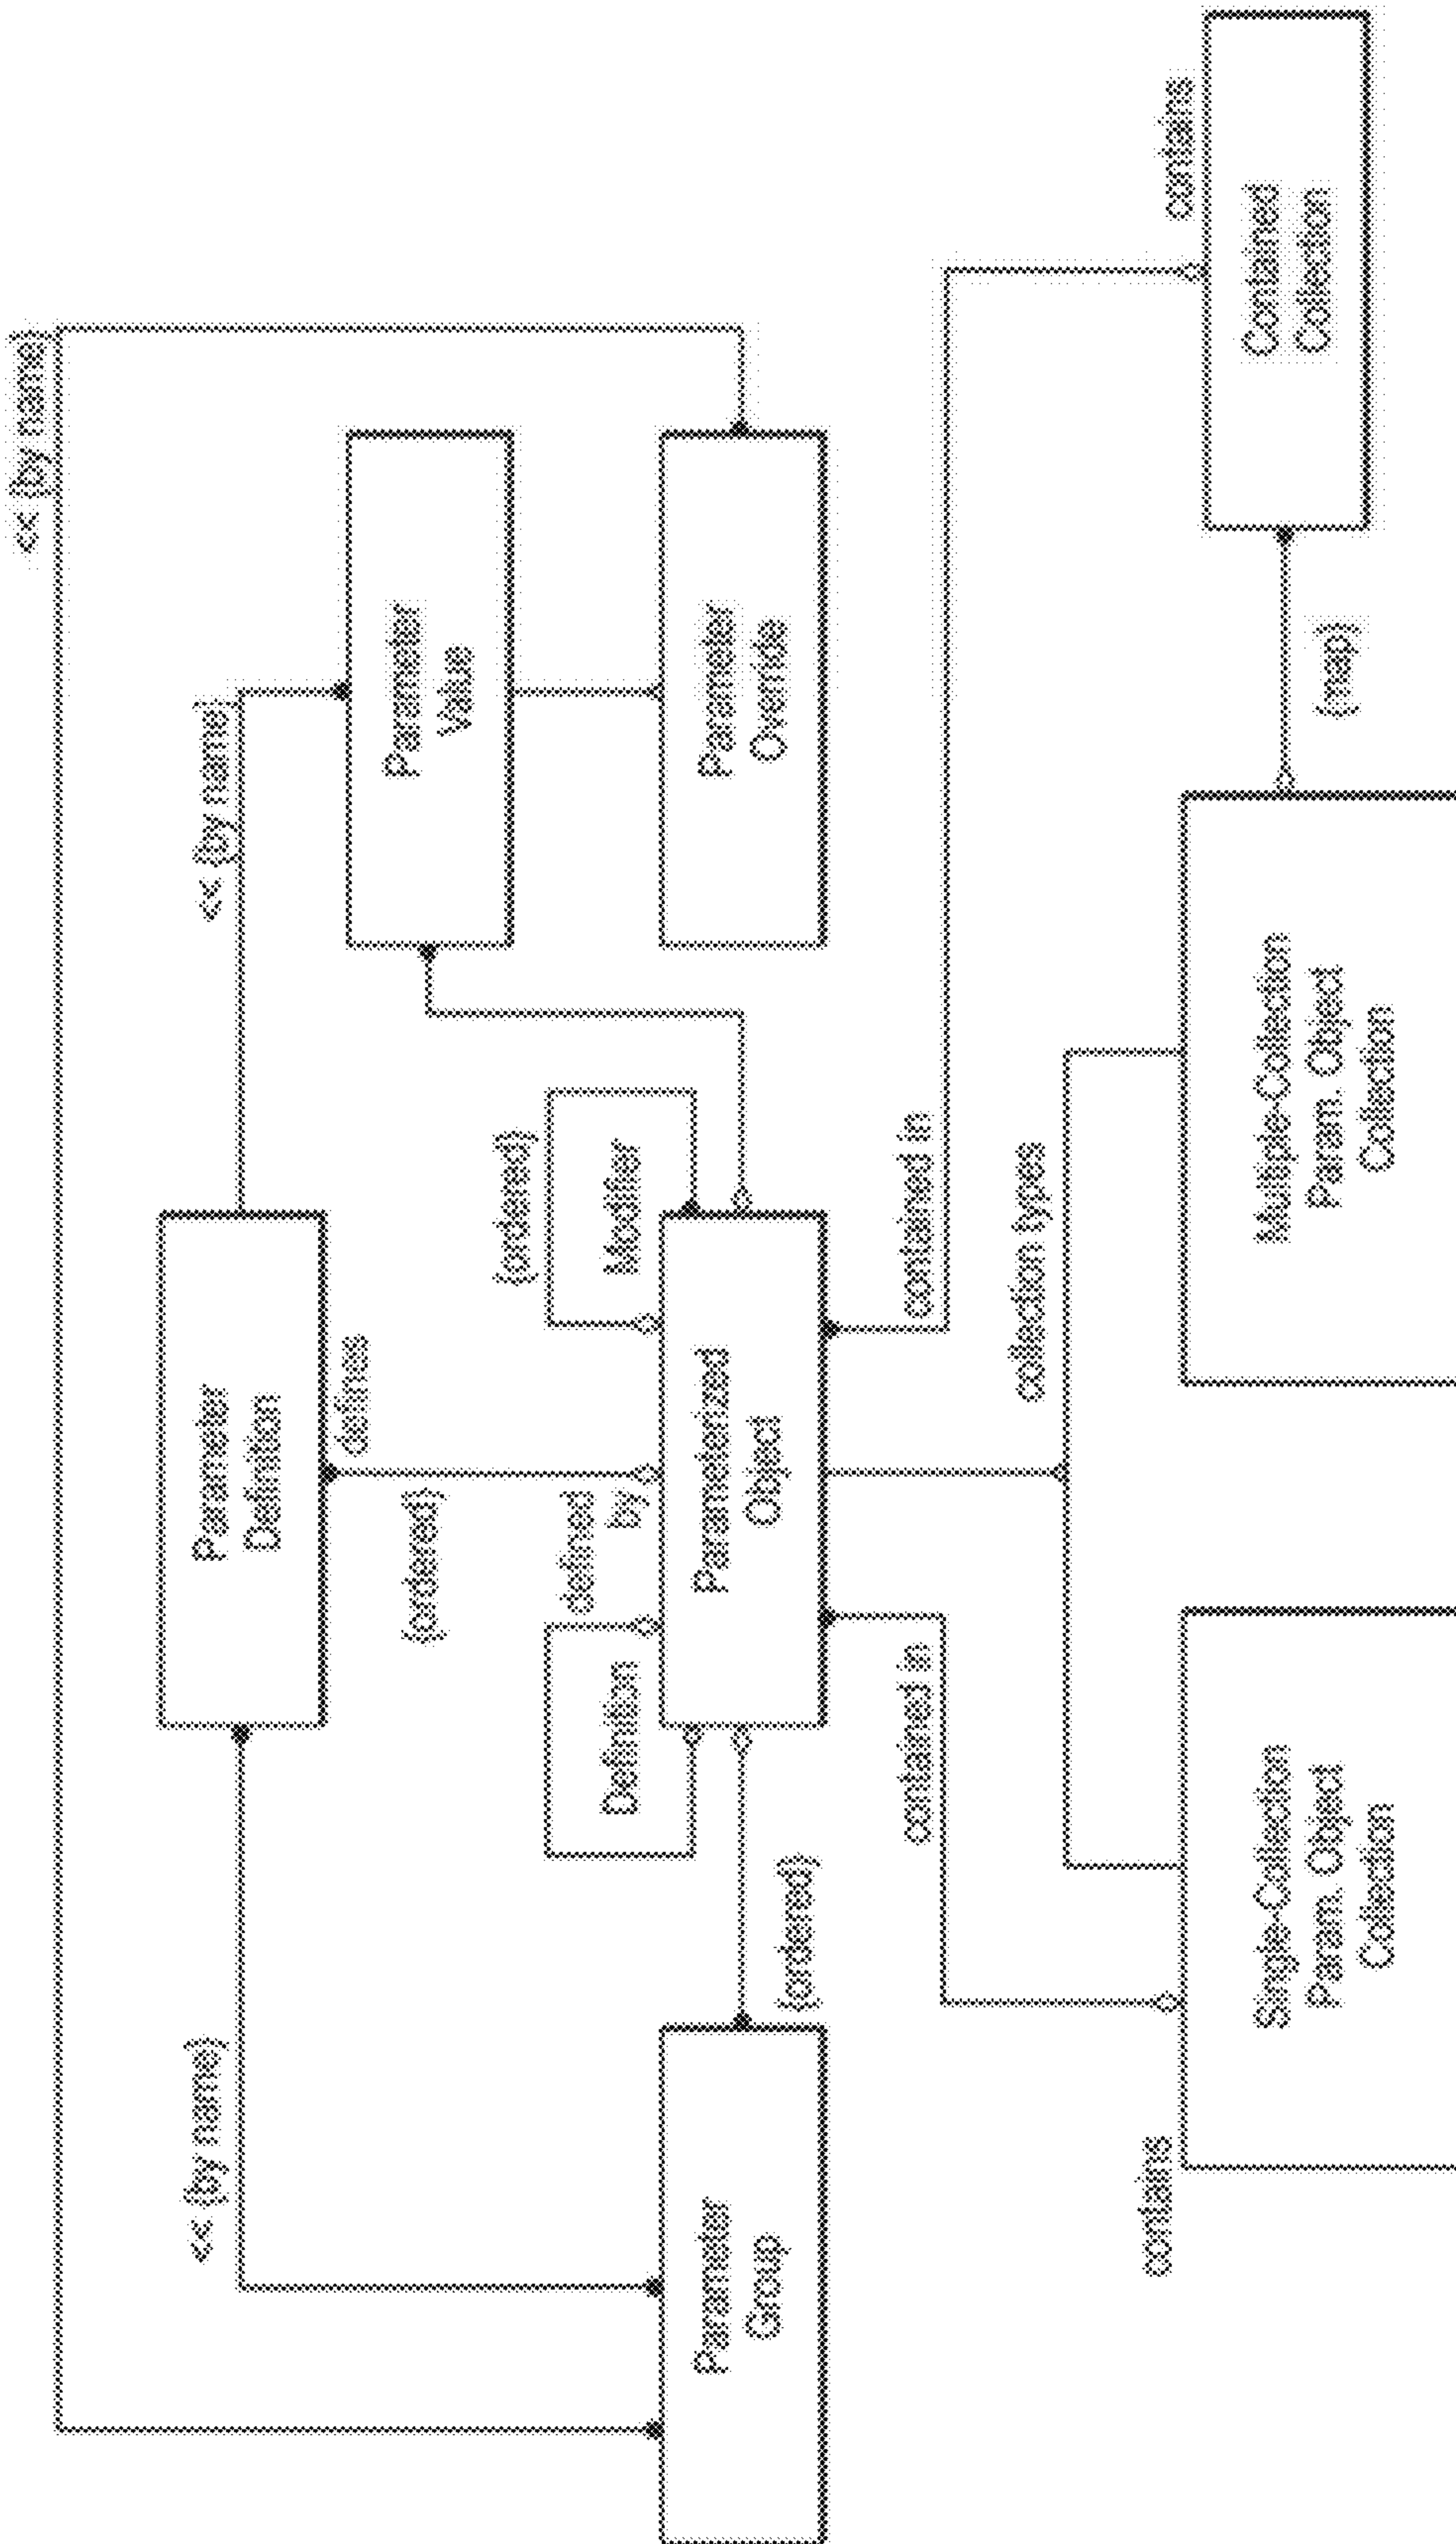 << {by name}
<< {by name}
<< {by name}
Parameter
Definition
defines
{ordered}
Parameter
Value
{ordered}
Modifier
defined
by
Definition
Parameter
Group
{ordered}
Parameterized
Object
Parameter
Override
contained in
contained in
collection types
contains
contains
Single-Collection
Param. Object
Collection
Multiple-Collection
Param. Object
Collection
{map}
Contained
Collection